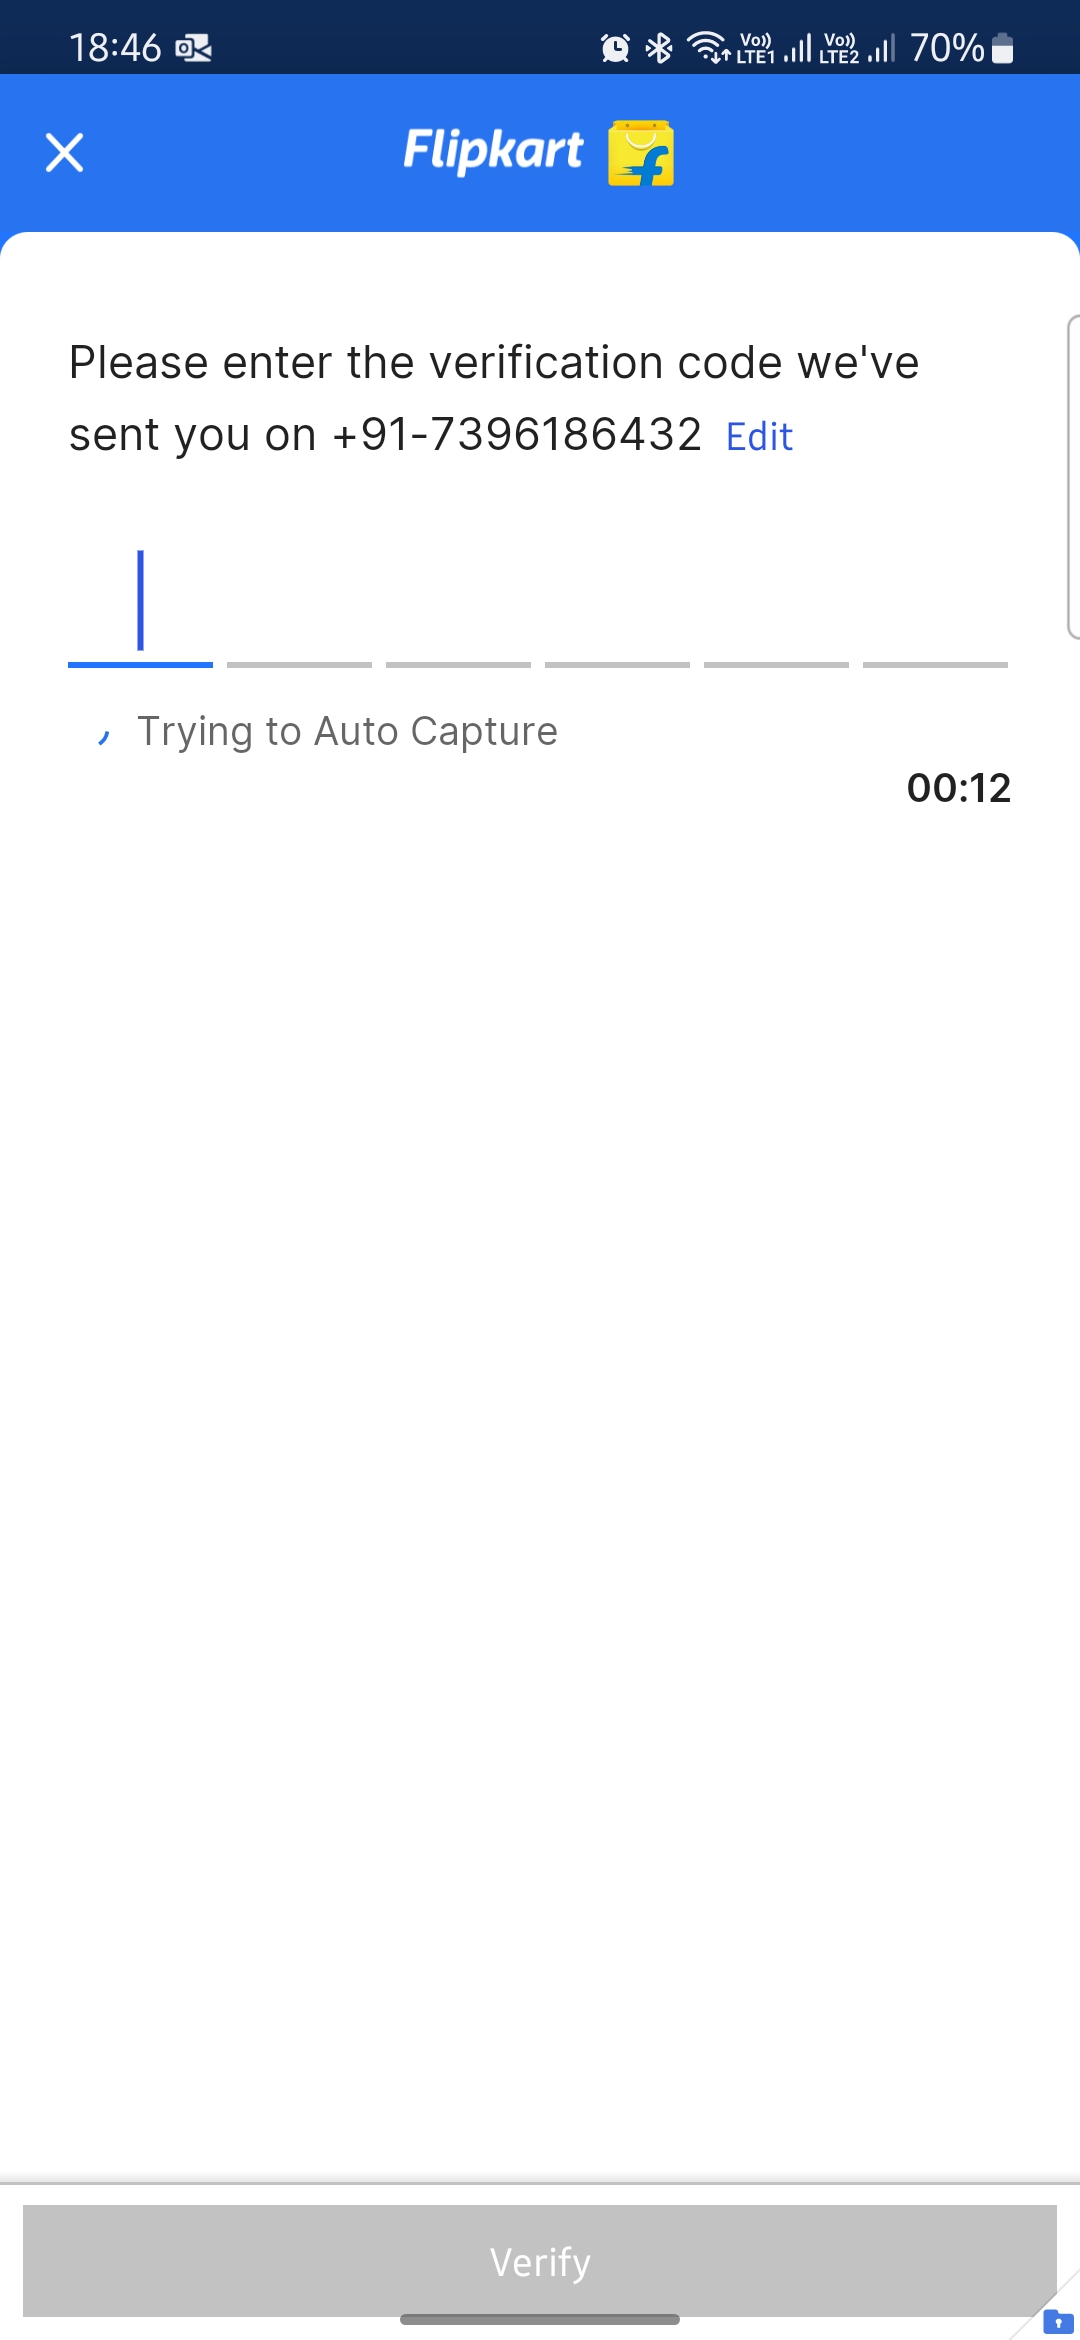 18:46 Vo)) LTE1 Vo)) LTE2 70%
Flipkart
Please enter the verification code we've
sent you on +91-7396186432 Edit
Trying to Auto Capture
00:12
Verify